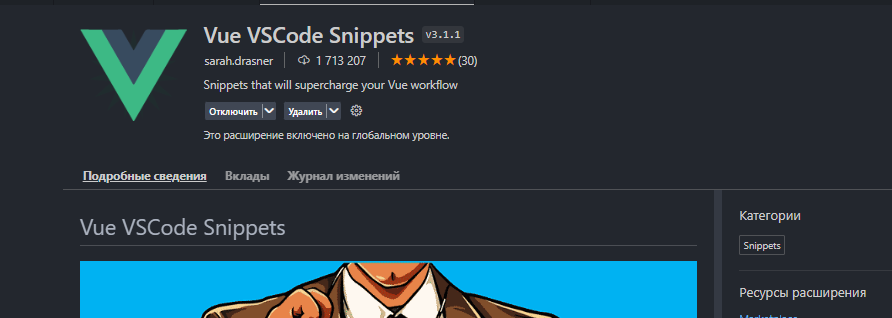 Vue VSCode Snippets v3.1.1
sarah.drasner 1 713 207 (30)
Snippets that will supercharge your Vue workflow
Отключить Удалить
Это расширение включено на глобальном уровне.
Подробные сведения Вклады Журнал изменений
Vue VSCode Snippets
Категории
Snippets
Ресурсы расширения